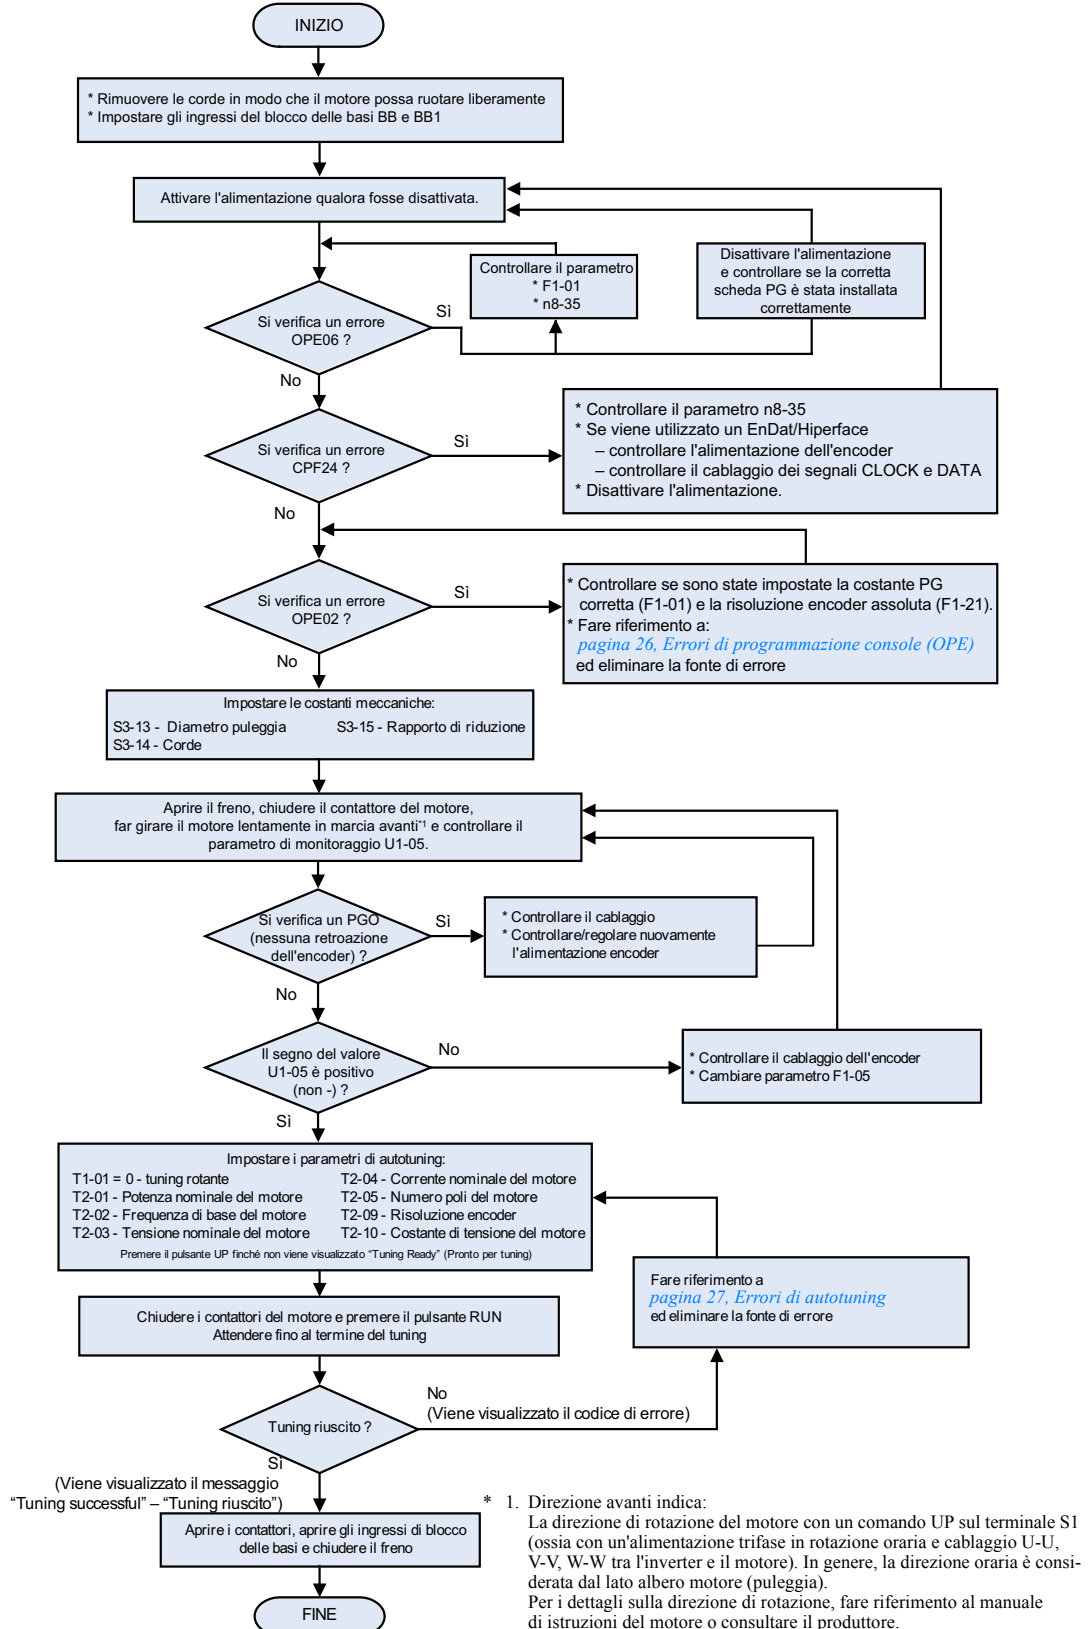 INIZIO
* Rimuovere le corde in modo che il motore possa ruotare liberamente
* Impostare gli ingressi del blocco delle basi BB e BB1
Attivare l'alimentazione qualora fosse disattivata.
Controllare il parametro
* F1-01
* n8-35
Disattivare l'alimentazione
e controllare se la corretta
scheda PG è stata installata
correttamente
Si verifica un errore
OPE06 ?
Sì
No
Si verifica un errore
CPF24 ?
Sì
* Controllare il parametro n8-35
* Se viene utilizzato un EnDat/Hiperface
– controllare l'alimentazione dell'encoder
– controllare il cablaggio dei segnali CLOCK e DATA
* Disattivare l'alimentazione.
No
Si verifica un errore
OPE02 ?
Sì
* Controllare se sono state impostate la costante PG
corretta (F1-01) e la risoluzione encoder assoluta (F1-21).
* Fare riferimento a:
pagina 26, Errori di programmazione console (OPE)
ed eliminare la fonte di errore
No
Impostare le costanti meccaniche:
S3-13 - Diametro puleggia S3-15 - Rapporto di riduzione
S3-14 - Corde
Aprire il freno, chiudere il contattore del motore,
far girare il motore lentamente in marcia avanti*1 e controllare il
parametro di monitoraggio U1-05.
Si verifica un PGO
(nessuna retroazione
dell'encoder) ?
Sì
* Controllare il cablaggio
* Controllare/regolare nuovamente
l'alimentazione encoder
No
Il segno del valore
U1-05 è positivo
(non -) ?
No
* Controllare il cablaggio dell'encoder
* Cambiare parametro F1-05
Sì
Impostare i parametri di autotuning:
T1-01 = 0 - tuning rotante T2-04 - Corrente nominale del motore
T2-01 - Potenza nominale del motore T2-05 - Numero poli del motore
T2-02 - Frequenza di base del motore T2-09 - Risoluzione encoder
T2-03 - Tensione nominale del motore T2-10 - Costante di tensione del motore
Premere il pulsante UP finché non viene visualizzato “Tuning Ready” (Pronto per tuning)
Fare riferimento a
pagina 27, Errori di autotuning
ed eliminare la fonte di errore
Chiudere i contattori del motore e premere il pulsante RUN
Attendere fino al termine del tuning
Tuning riuscito ?
No
(Viene visualizzato il codice di errore)
Sì
(Viene visualizzato il messaggio
“Tuning successful” – “Tuning riuscito”)
Aprire i contattori, aprire gli ingressi di blocco
delle basi e chiudere il freno
FINE
* 1. Direzione avanti indica:
La direzione di rotazione del motore con un comando UP sul terminale S1
(ossia con un'alimentazione trifase in rotazione oraria e cablaggio U-U,
V-V, W-W tra l'inverter e il motore). In genere, la direzione oraria è consi-
derata dal lato albero motore (puleggia).
Per i dettagli sulla direzione di rotazione, fare riferimento al manuale
di istruzioni del motore o consultare il produttore.